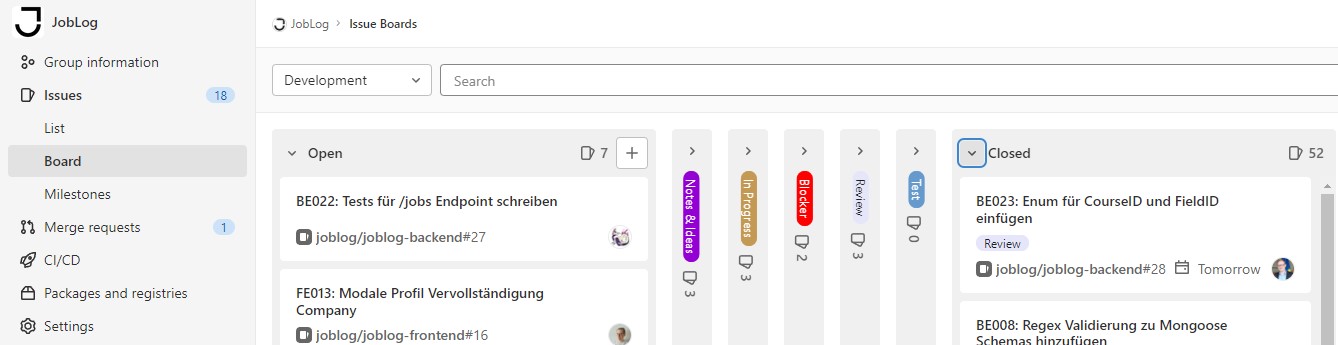 JobLog
JobLog > Issue Boards
Group information
Issues 18
List
Board
Milestones
Merge requests 1
CI/CD
Packages and registries
Settings
Development
Search
Open 7
BE022: Tests für /jobs Endpoint schreiben
joblog/joblog-backend#27
FE013: Modale Profil Vervollständigung
Company
joblog/joblog-frontend#16
Notes & Ideas 3
In Progress 3
Blocker 2
Review 3
Test 0
Closed 52
BE023: Enum für CourseID und FieldID
einfügen
Review
joblog/joblog-backend#28 Tomorrow
BE008: Regex Validierung zu Mongoose
Schemas hinzufügen